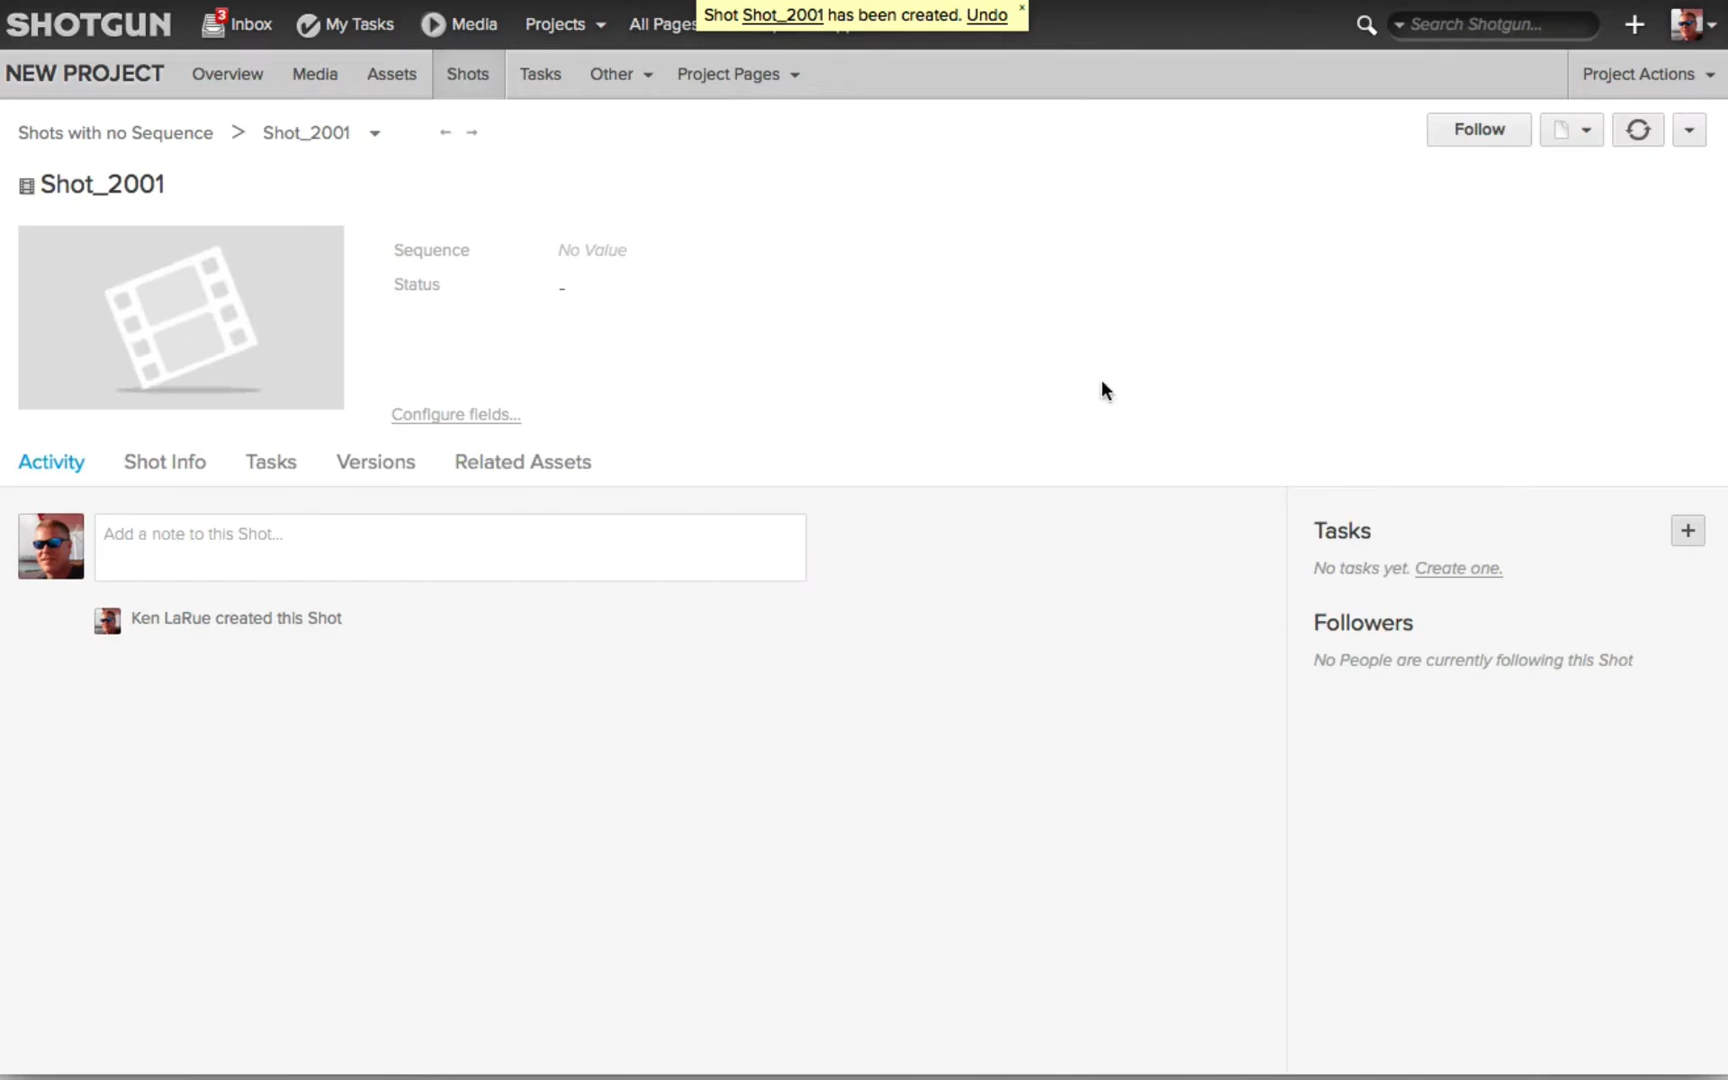 SHOTGUN 3 Inbox My Tasks Media Projects All Pages Shot Shot_2001 has been created. Undo × Search Shotgun...
NEW PROJECT Overview Media Assets Shots Tasks Other Project Pages Project Actions
Shots with no Sequence > Shot_2001 ← → Follow
Shot_2001
Sequence No Value
Status -
Configure fields...
Activity Shot Info Tasks Versions Related Assets
Add a note to this Shot...
Ken LaRue created this Shot
Tasks +
No tasks yet. Create one.
Followers
No People are currently following this Shot